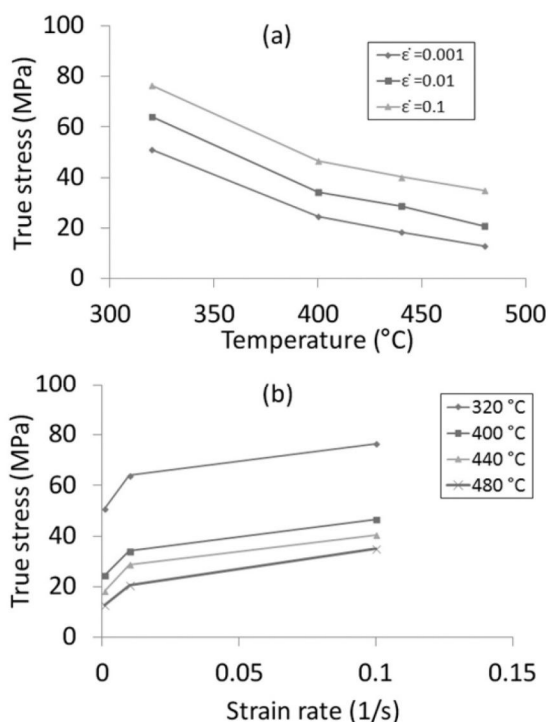 (a)
True stress (MPa)
100
80
60
40
20
0
ε̇=0.001
ε̇=0.01
ε̇=0.1
300 350 400 450 500
Temperature (°C)
(b)
True stress (MPa)
100
80
60
40
20
0
320 °C
400 °C
440 °C
480 °C
0 0.05 0.1 0.15
Strain rate (1/s)